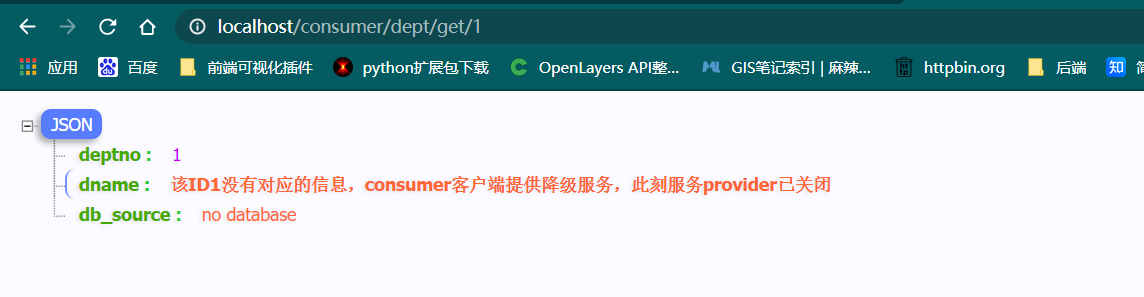 localhost/consumer/dept/get/1
应用 百度 前端可视化插件 python扩展包下载 OpenLayers API整... GIS笔记索引 | 麻辣... httpbin.org 后端 知
JSON
deptno : 1
dname : 该ID1没有对应的信息，consumer客户端提供降级服务，此刻服务provider已关闭
db_source : no database